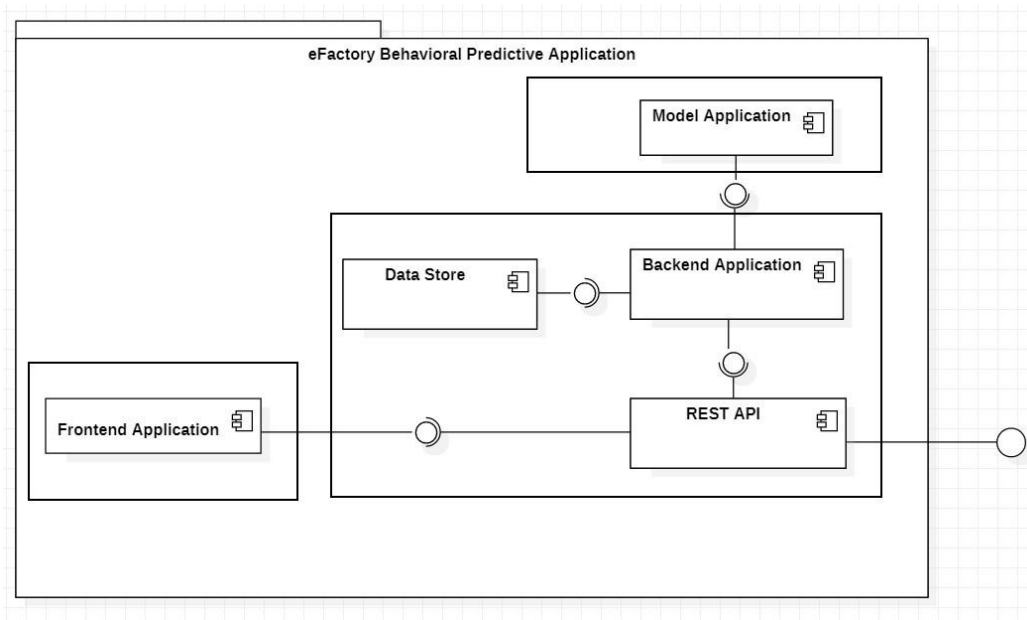 eFactory Behavioral Predictive Application
Model Application
Data Store
Backend Application
Frontend Application
REST API